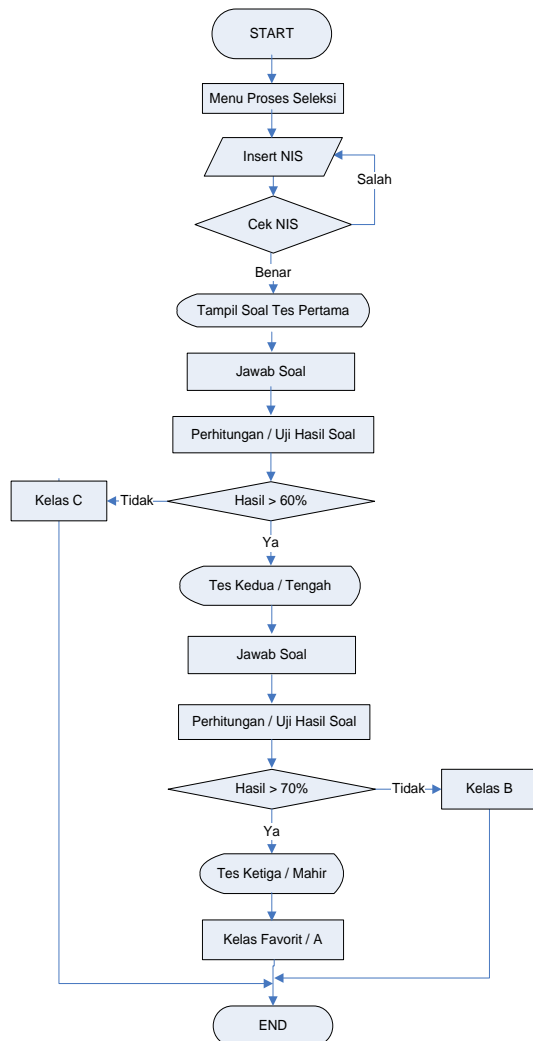 START
Menu Proses Seleksi
Insert NIS
Salah
Cek NIS
Benar
Tampil Soal Tes Pertama
Jawab Soal
Perhitungan / Uji Hasil Soal
Kelas C
Tidak
Hasil > 60%
Ya
Tes Kedua / Tengah
Jawab Soal
Perhitungan / Uji Hasil Soal
Hasil > 70%
Tidak
Kelas B
Ya
Tes Ketiga / Mahir
Kelas Favorit / A
END